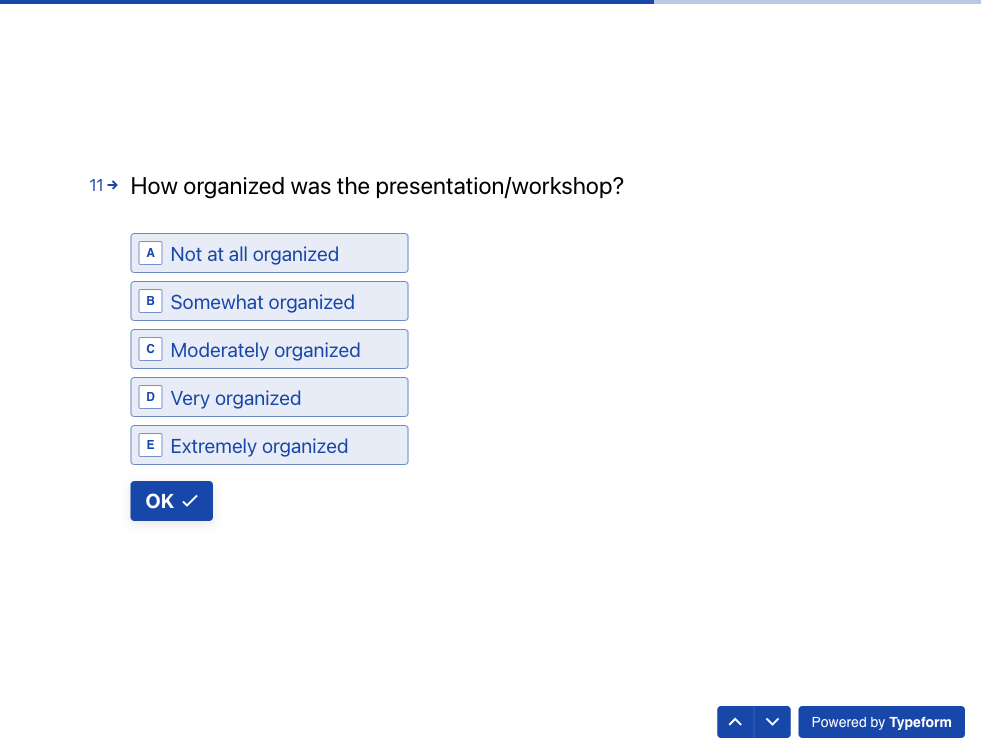 11 How organized was the presentation/workshop?
A Not at all organized
B Somewhat organized
C Moderately organized
D Very organized
E Extremely organized
OK
Powered by Typeform